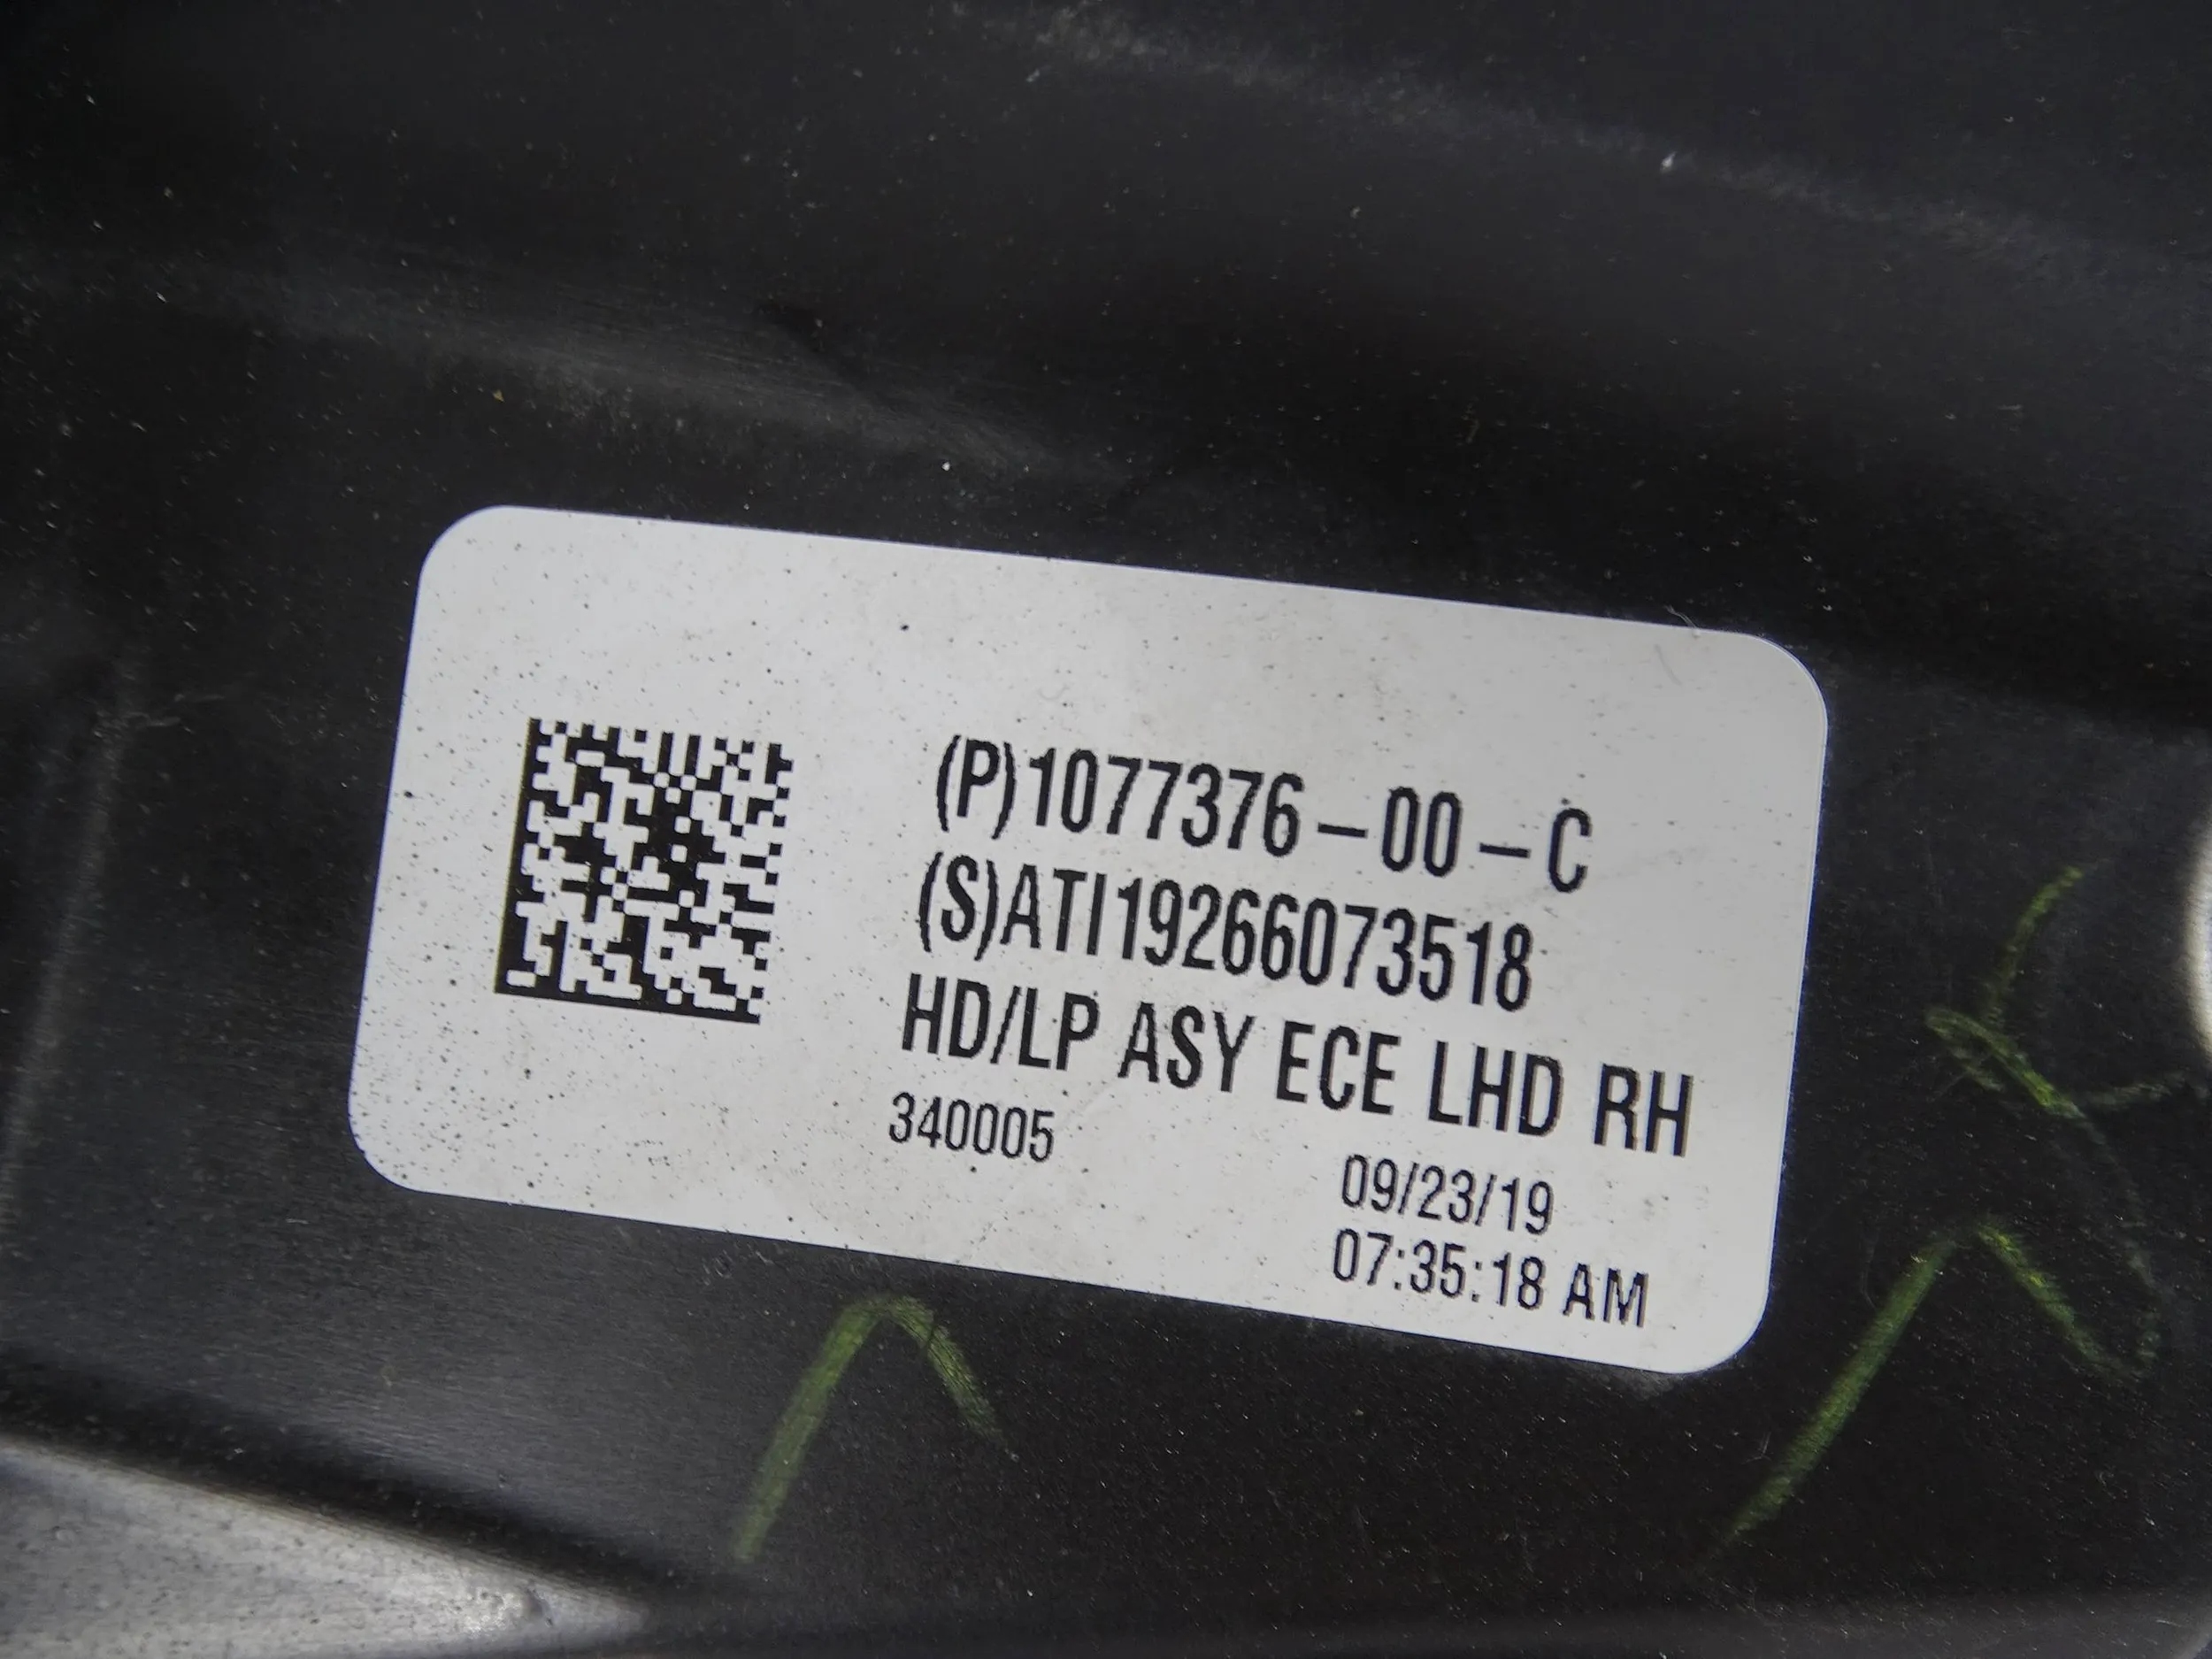 (P)1077376-00-C
(S)ATI19266073518
HD/LP ASY ECE LHD RH
340005
09/23/19
07:35:18 AM